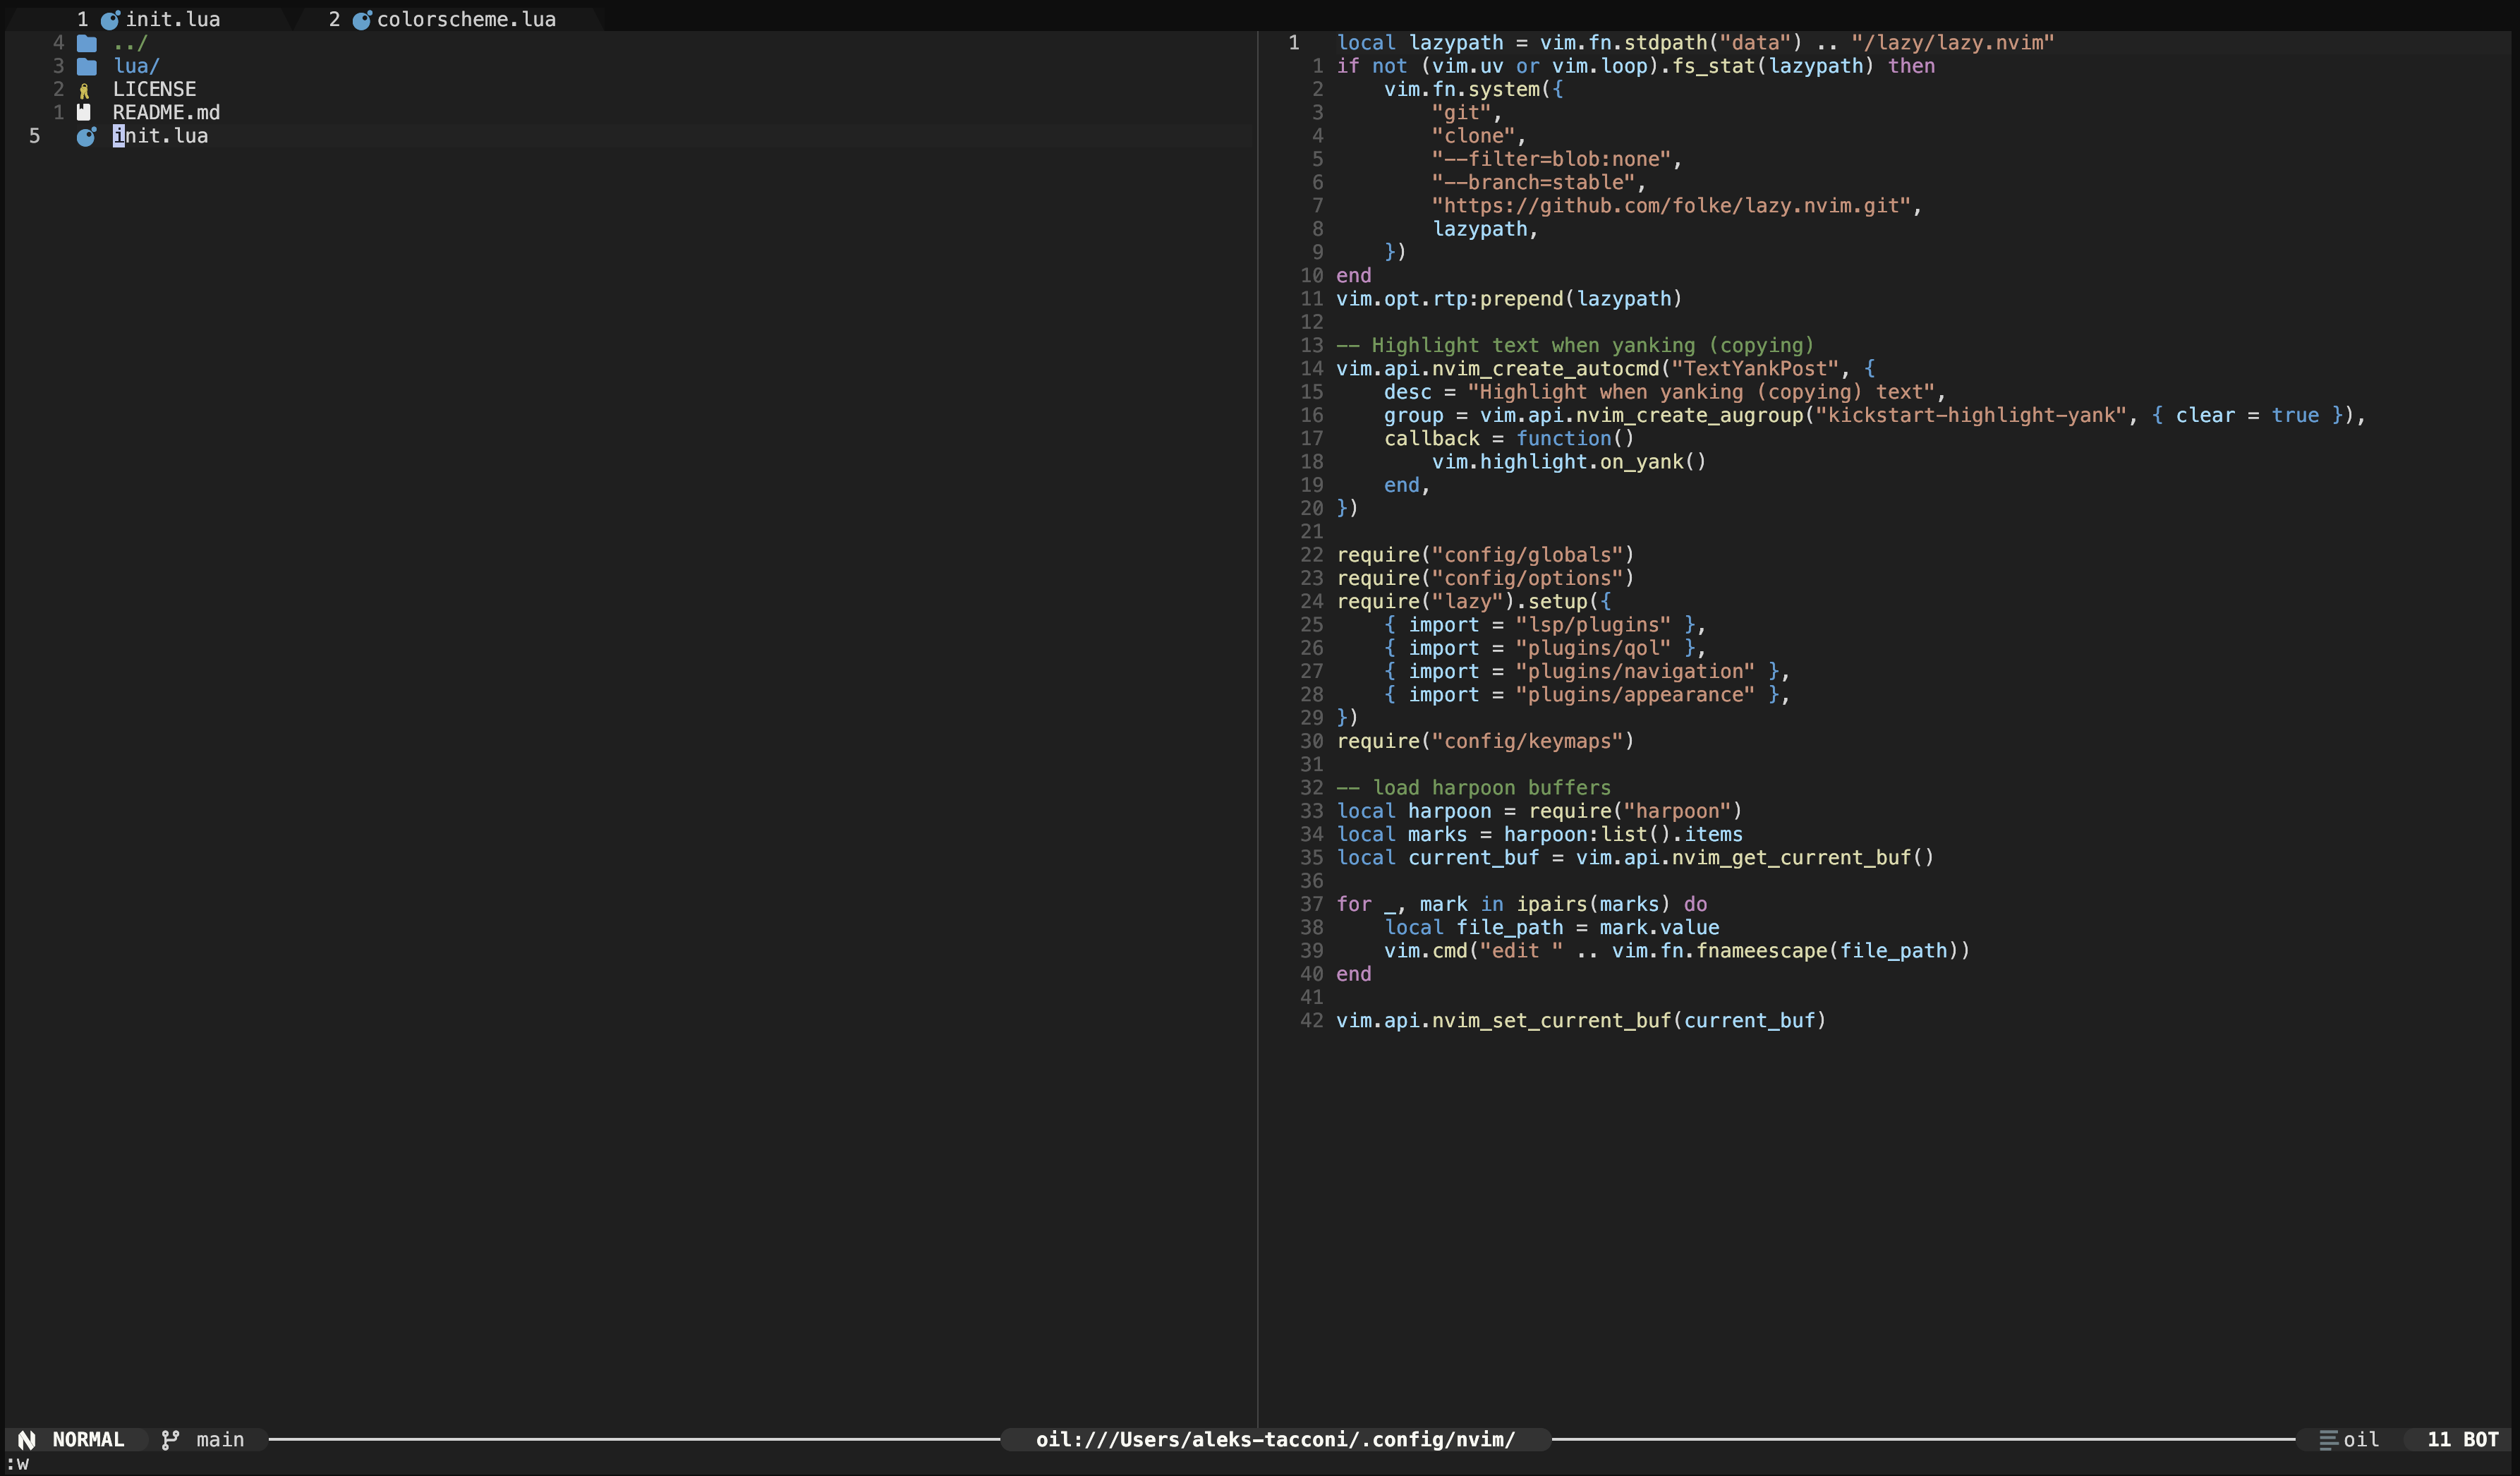 1 init.lua 2 colorscheme.lua
4 ../
3 lua/
2 LICENSE
1 README.md
5 init.lua
1 local lazypath = vim.fn.stdpath("data") .. "/lazy/lazy.nvim"
1 if not (vim.uv or vim.loop).fs_stat(lazypath) then
2     vim.fn.system({
3         "git",
4         "clone",
5         "--filter=blob:none",
6         "--branch=stable",
7         "https://github.com/folke/lazy.nvim.git",
8         lazypath,
9     })
10 end
11 vim.opt.rtp:prepend(lazypath)
12
13 -- Highlight text when yanking (copying)
14 vim.api.nvim_create_autocmd("TextYankPost", {
15     desc = "Highlight when yanking (copying) text",
16     group = vim.api.nvim_create_augroup("kickstart-highlight-yank", { clear = true }),
17     callback = function()
18         vim.highlight.on_yank()
19     end,
20 })
21
22 require("config/globals")
23 require("config/options")
24 require("lazy").setup({
25     { import = "lsp/plugins" },
26     { import = "plugins/qol" },
27     { import = "plugins/navigation" },
28     { import = "plugins/appearance" },
29 })
30 require("config/keymaps")
31
32 -- load harpoon buffers
33 local harpoon = require("harpoon")
34 local marks = harpoon:list().items
35 local current_buf = vim.api.nvim_get_current_buf()
36
37 for _, mark in ipairs(marks) do
38     local file_path = mark.value
39     vim.cmd("edit " .. vim.fn.fnameescape(file_path))
40 end
41
42 vim.api.nvim_set_current_buf(current_buf)
NORMAL main oil:///Users/aleks-tacconi/.config/nvim/ oil 11 BOT
:w